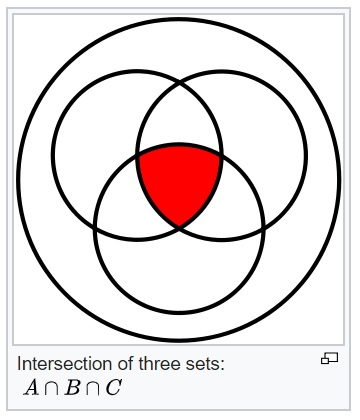 Intersection of three sets:
A ∩ B ∩ C